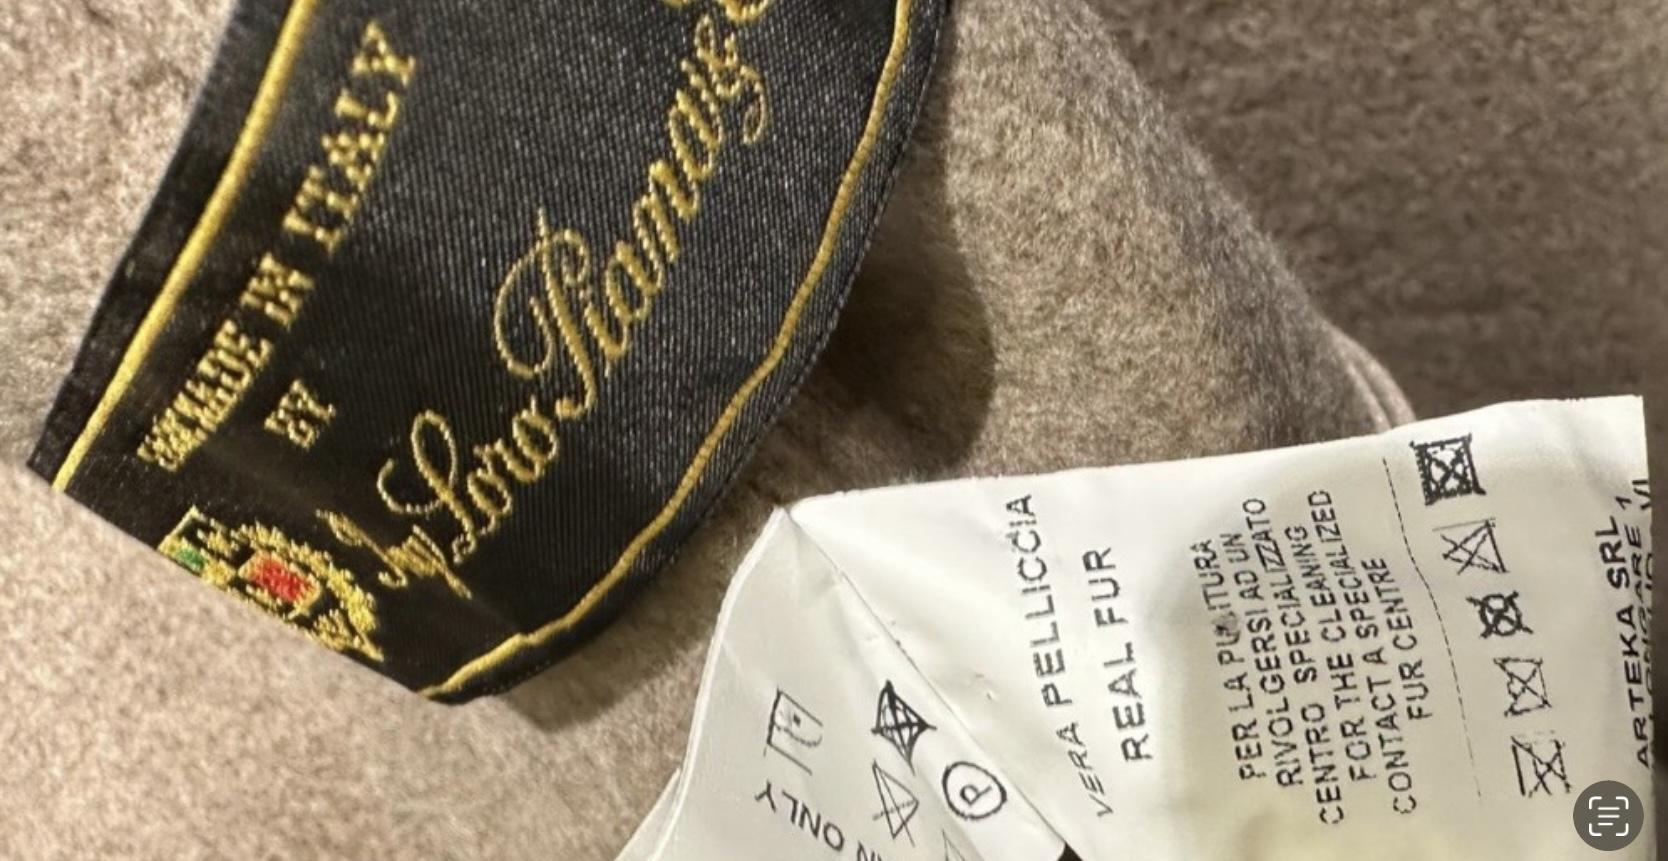 MADE IN ITALY
BY
Loro Piana & C.
ONLY
P
VERA PELLICCIA
REAL FUR
PER LA PULITURA
RIVOLGERSI AD UN
CENTRO SPECIALIZZATO
FOR THE CLEANING
CONTACT A SPECIALIZED
FUR CENTRE
ARTEKA SRL